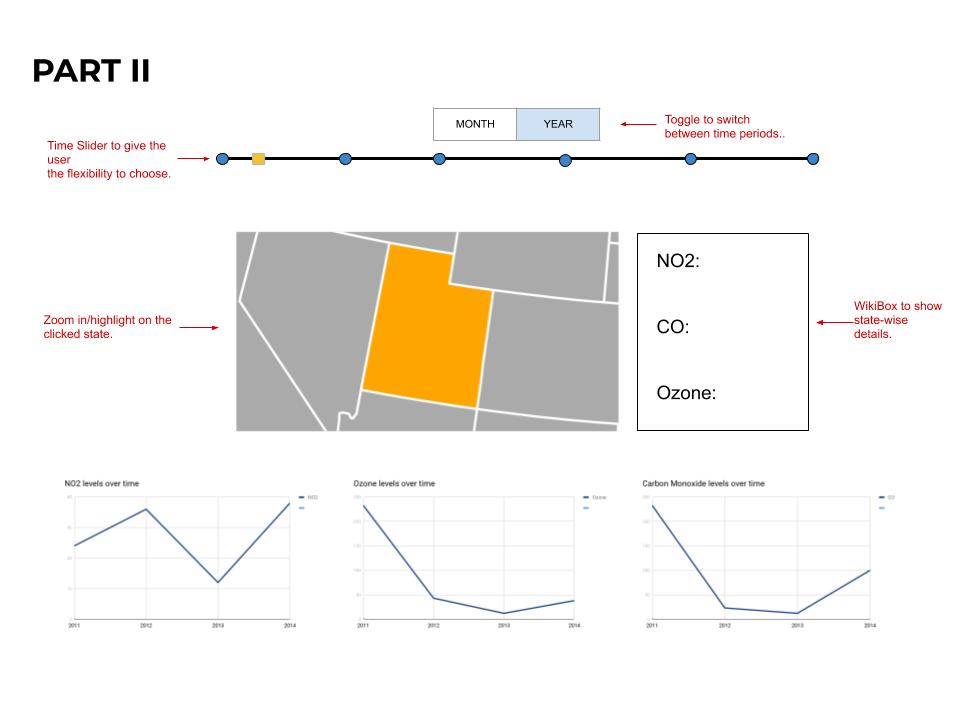 PART II
MONTH
YEAR
Toggle to switch
between time periods..
Time Slider to give the
user
the flexibility to choose.
NO2:
CO:
Ozone:
Zoom in/highlight on the
clicked state.
WikiBox to show
state-wise
details.
NO2 levels over time
NO2
2011 2012 2013 2014
Ozone levels over time
Ozone
2011 2012 2013 2014
Carbon Monoxide levels over time
CO
2011 2012 2013 2014